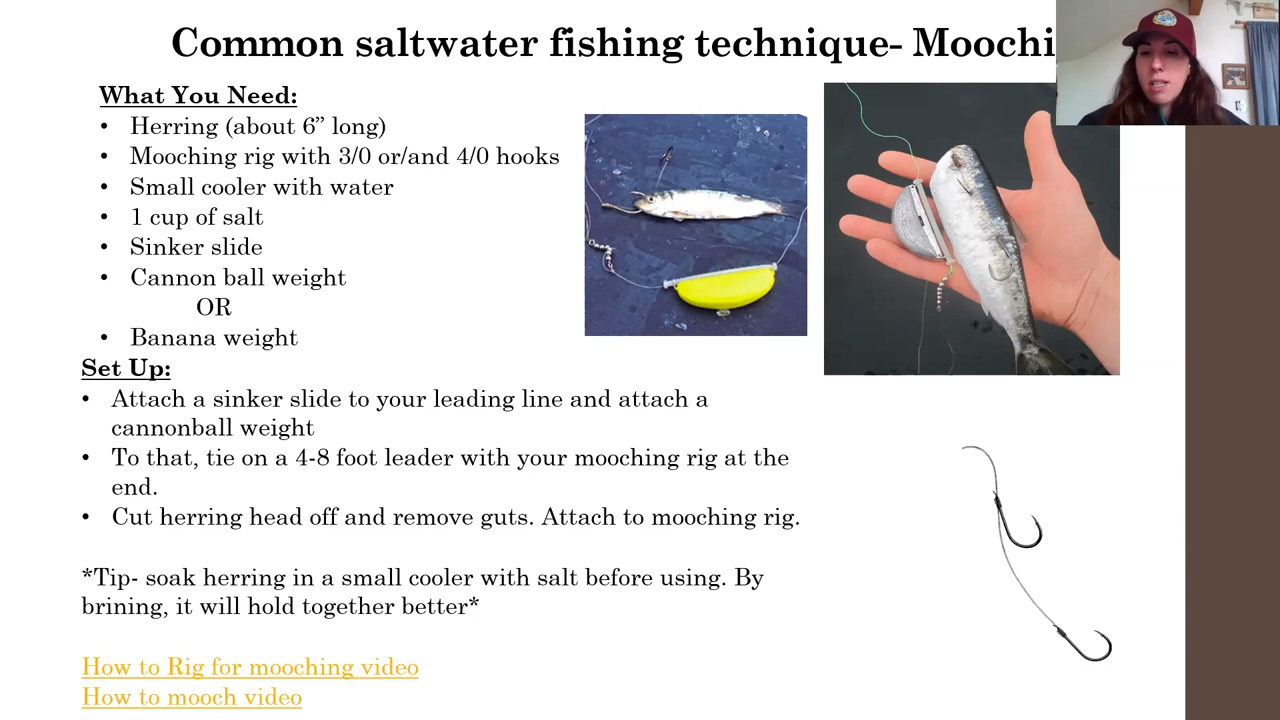 Common saltwater fishing technique- Moochi
What You Need:
• Herring (about 6” long)
• Mooching rig with 3/0 or/and 4/0 hooks
• Small cooler with water
• 1 cup of salt
• Sinker slide
• Cannon ball weight
OR
• Banana weight
Set Up:
• Attach a sinker slide to your leading line and attach a
cannonball weight
• To that, tie on a 4-8 foot leader with your mooching rig at the
end.
• Cut herring head off and remove guts. Attach to mooching rig.
*Tip- soak herring in a small cooler with salt before using. By
brining, it will hold together better*
How to Rig for mooching video
How to mooch video